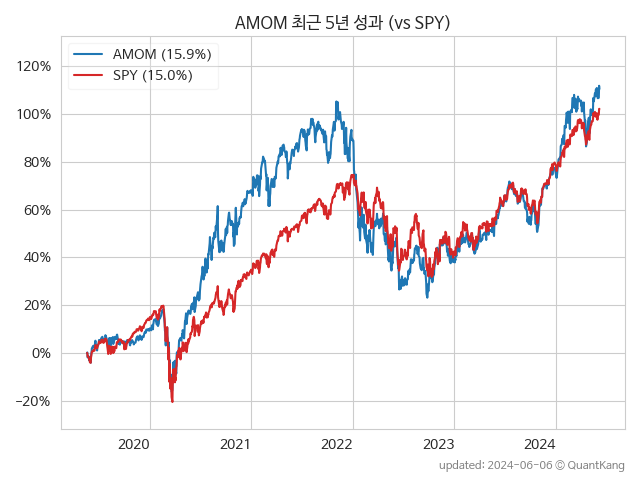 AMOM 최근 5년 성과 (vs SPY)
AMOM (15.9%)
SPY (15.0%)
120%
100%
80%
60%
40%
20%
0%
−20%
2020 2021 2022 2023 2024
updated: 2024-06-06 © QuantKang